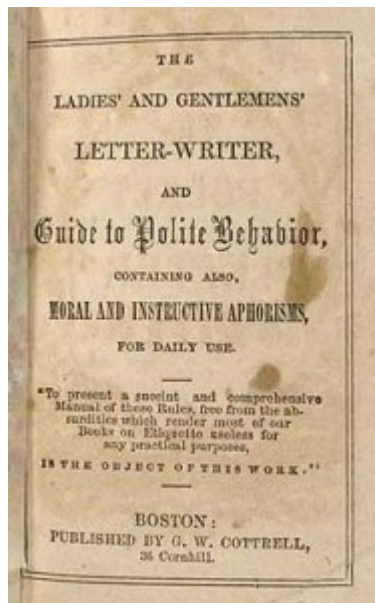 THE
LADIES' AND GENTLEMENS'
LETTER-WRITER,
AND
Guide to Polite Behavior,
CONTAINING ALSO,
MORAL AND INSTRUCTIVE APHORISMS,
FOR DAILY USE.
"To present a succint and comprehensive
Manual of these Rules, free from the ab-
surdities which render most of our
Books on Etiquette useless for
any practical purposes,
IS THE OBJECT OF THIS WORK."
BOSTON:
PUBLISHED BY G. W. COTTRELL,
36 Cornhill.